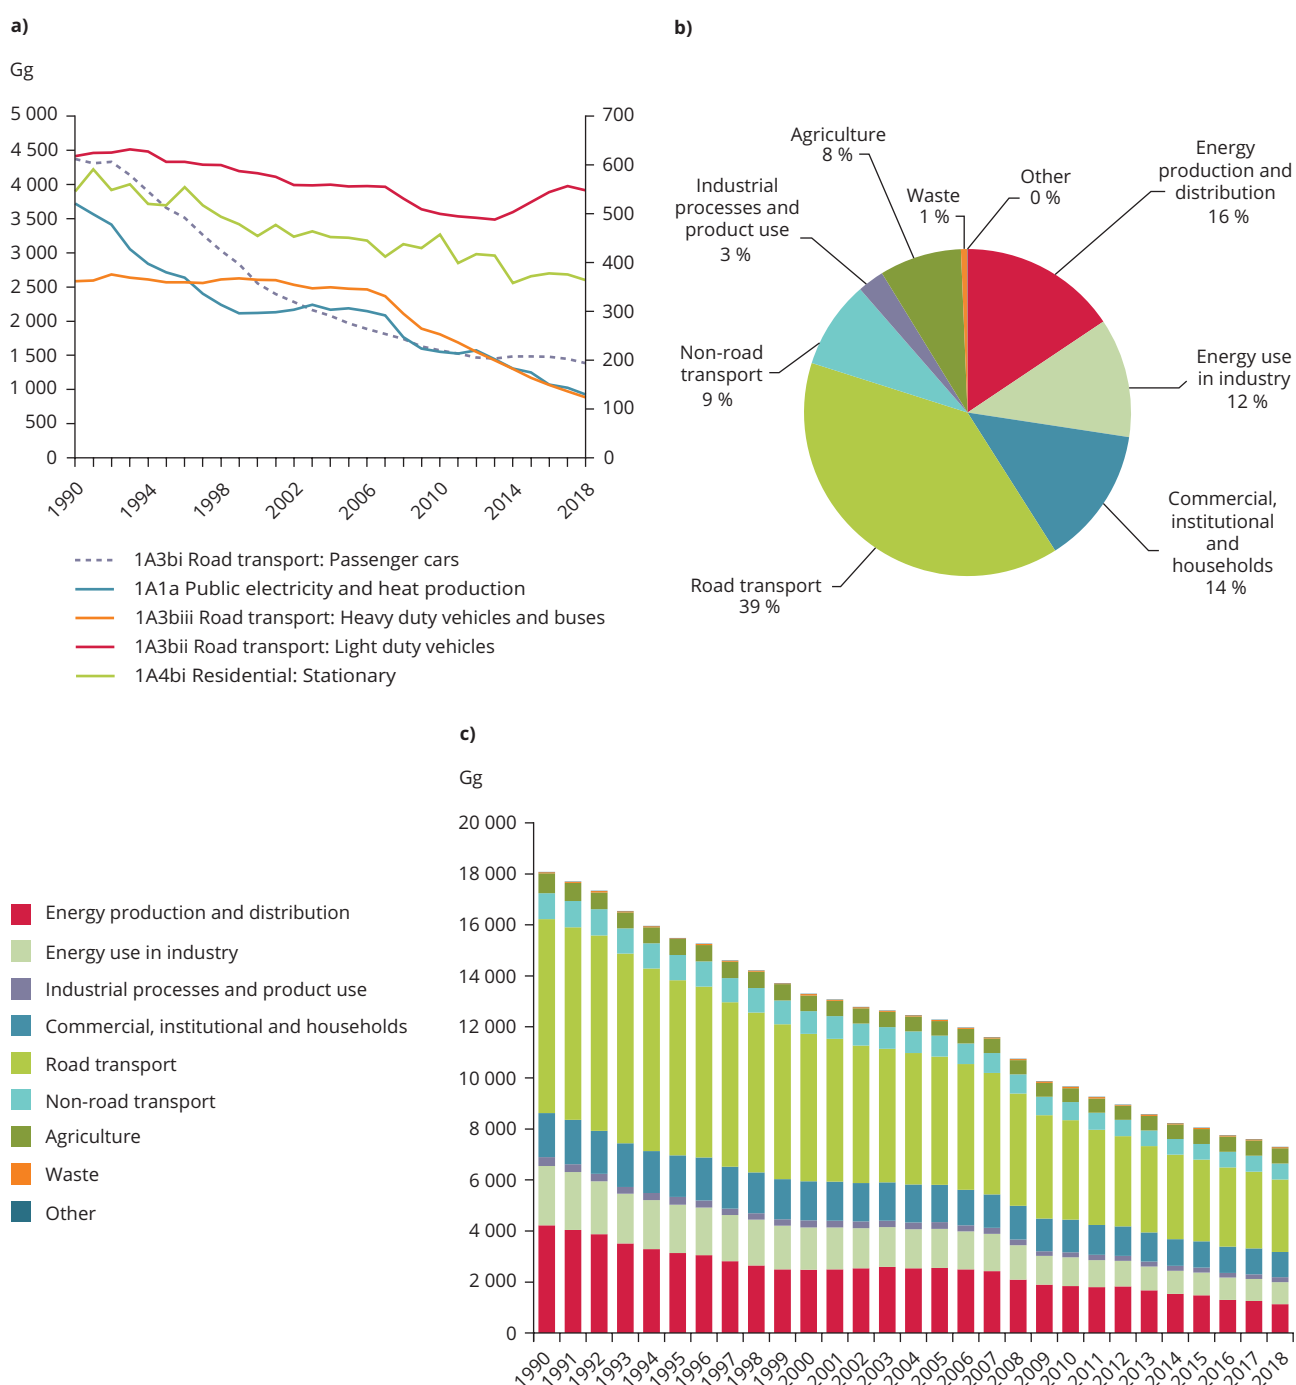 a)
Gg
5 000
4 500
4 000
3 500
3 000
2 500
2 000
1 500
1 000
500
0
700
600
500
400
300
200
100
0
1990
1994
1998
2002
2006
2010
2014
2018
1A3bi Road transport: Passenger cars
1A1a Public electricity and heat production
1A3biii Road transport: Heavy duty vehicles and buses
1A3bii Road transport: Light duty vehicles
1A4bi Residential: Stationary
b)
Agriculture
8 %
Industrial
processes and
product use
3 %
Waste
1 %
Other
0 %
Energy
production and
distribution
16 %
Non-road
transport
9 %
Energy use
in industry
12 %
Commercial,
institutional
and
households
14 %
Road transport
39 %
c)
Gg
20 000
18 000
16 000
14 000
12 000
10 000
8 000
6 000
4 000
2 000
0
1990
1991
1992
1993
1994
1995
1996
1997
1998
1999
2000
2001
2002
2003
2004
2005
2006
2007
2008
2009
2010
2011
2012
2013
2014
2015
2016
2017
2018
Energy production and distribution
Energy use in industry
Industrial processes and product use
Commercial, institutional and households
Road transport
Non-road transport
Agriculture
Waste
Other